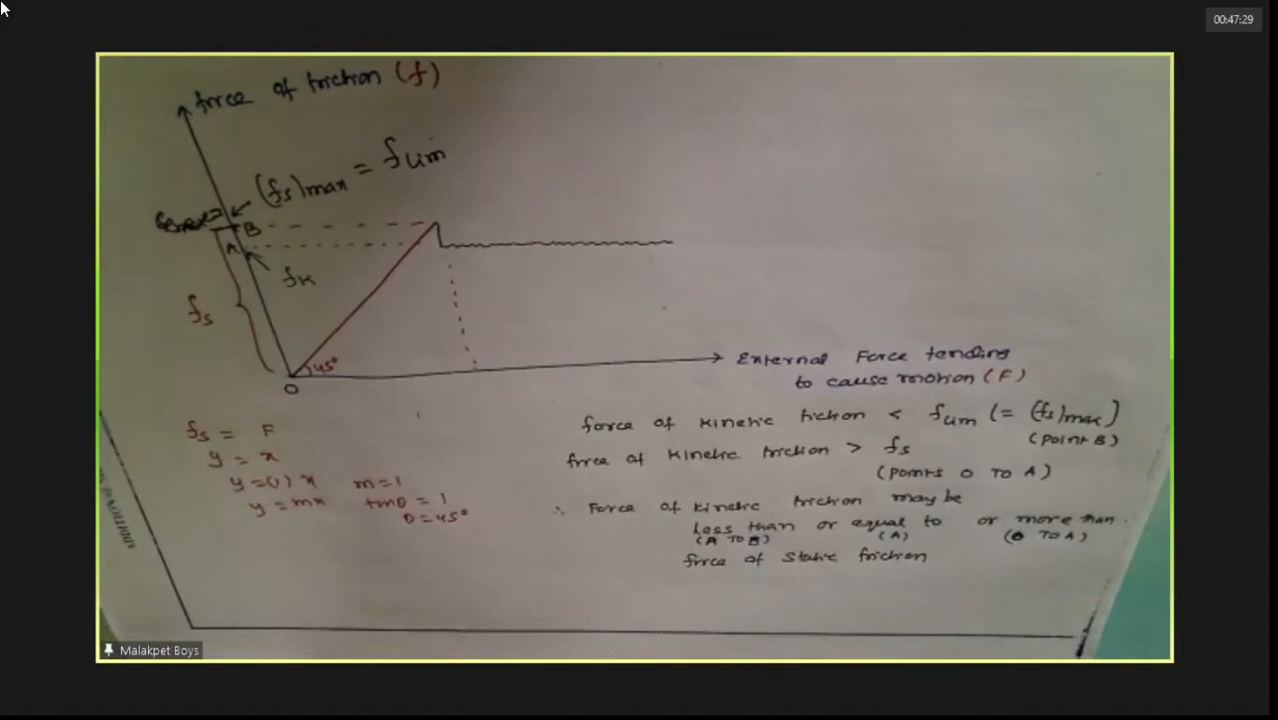 00:47:29
force of friction (f)
(fs)max = flim
B
A
fK
fs
45°
O
External Force tending
to cause motion (F)
fs = F
y = x
y = (1) x m = 1
y = mx tanθ = 1
θ = 45°
force of kinetic friction < flim (= (fs)max)
(point B)
force of kinetic friction > fs
(points O TO A)
∴ Force of kinetic friction may be
less than or equal to or more than
(A TO B) (A) (O TO A)
force of static friction
Malakpet Boys